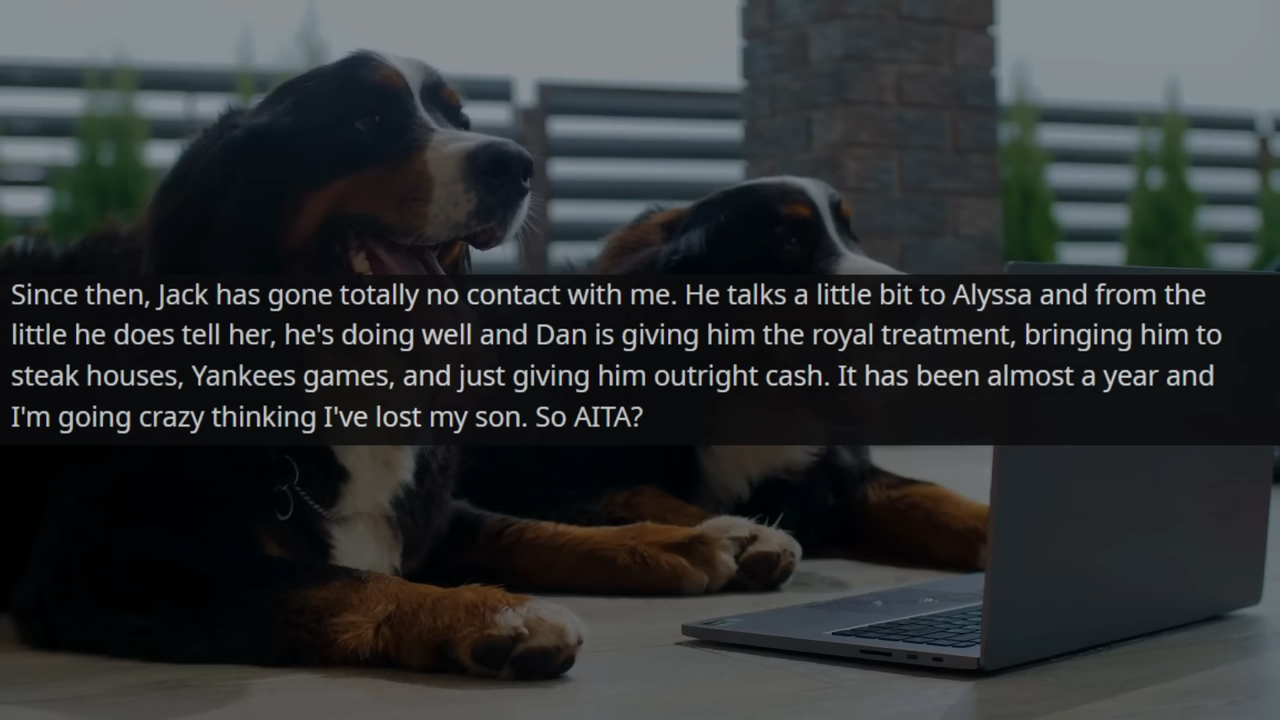 Since then, Jack has gone totally no contact with me. He talks a little bit to Alyssa and from the
little he does tell her, he's doing well and Dan is giving him the royal treatment, bringing him to
steak houses, Yankees games, and just giving him outright cash. It has been almost a year and
I'm going crazy thinking I've lost my son. So AITA?